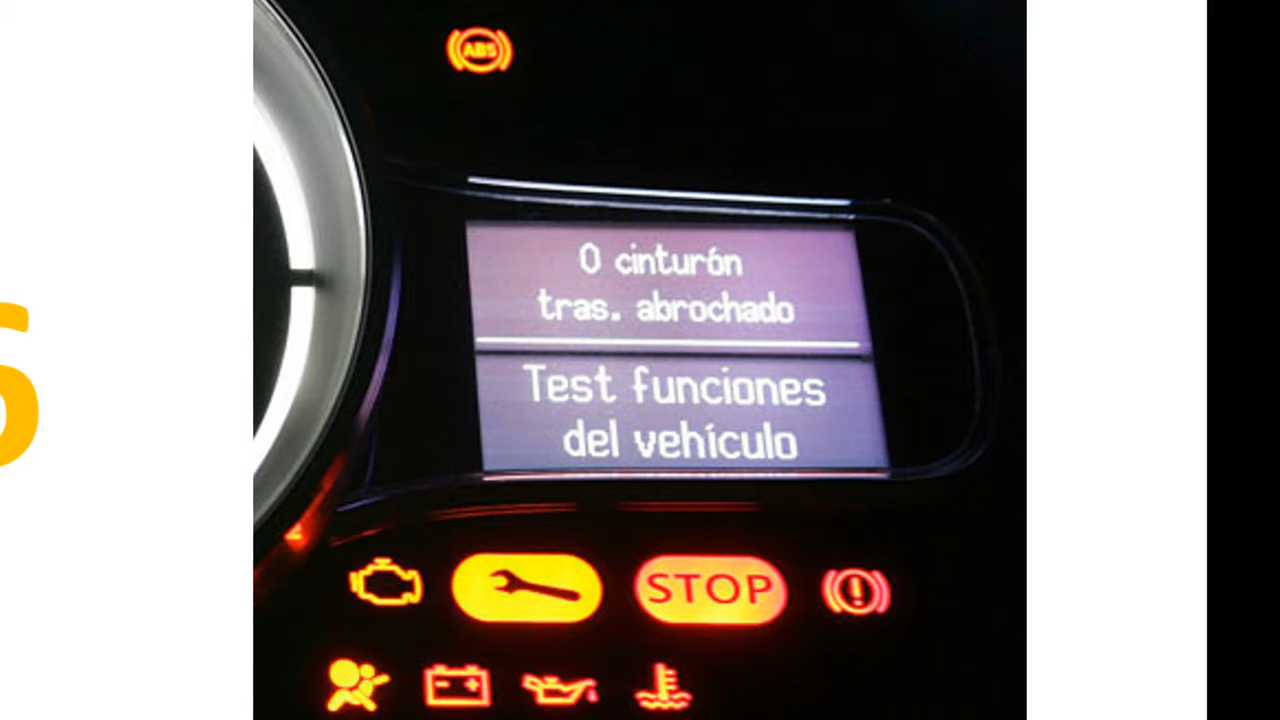 ABS
0 cinturón
tras. abrochado
Test funciones
del vehículo
STOP